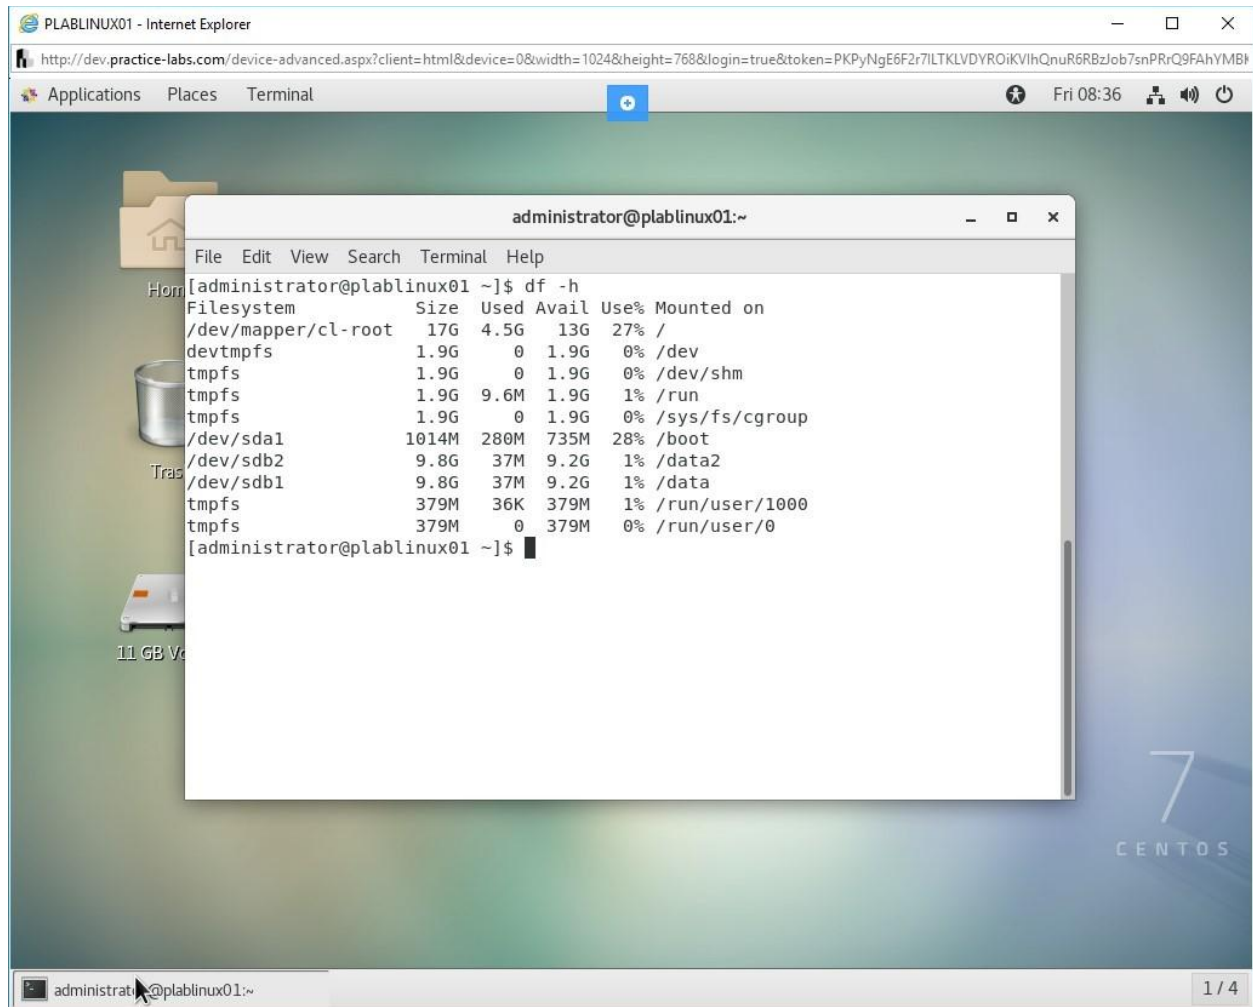 PLABLINUX01 - Internet Explorer
http://dev.practice-labs.com/device-advanced.aspx?client=html&device=0&width=1024&height=768&login=true&token=
Applications Places Terminal Fri 08:36
administrator@plablinux01:~
File Edit View Search Terminal Help
[administrator@plablinux01 ~]$ df -h
Filesystem Size Used Avail Use% Mounted on
/dev/mapper/cl-root 17G 4.5G 13G 27% /
devtmpfs 1.9G 0 1.9G 0% /dev
tmpfs 1.9G 0 1.9G 0% /dev/shm
tmpfs 1.9G 9.6M 1.9G 1% /run
tmpfs 1.9G 0 1.9G 0% /sys/fs/cgroup
/dev/sda1 1014M 280M 735M 28% /boot
/dev/sdb2 9.8G 37M 9.2G 1% /data2
/dev/sdb1 9.8G 37M 9.2G 1% /data
tmpfs 379M 36K 379M 1% /run/user/1000
tmpfs 379M 0 379M 0% /run/user/0
[administrator@plablinux01 ~]$
Hom
Tras
11 GB Vo
7
CENTOS
administrat @plablinux01:~
1 / 4